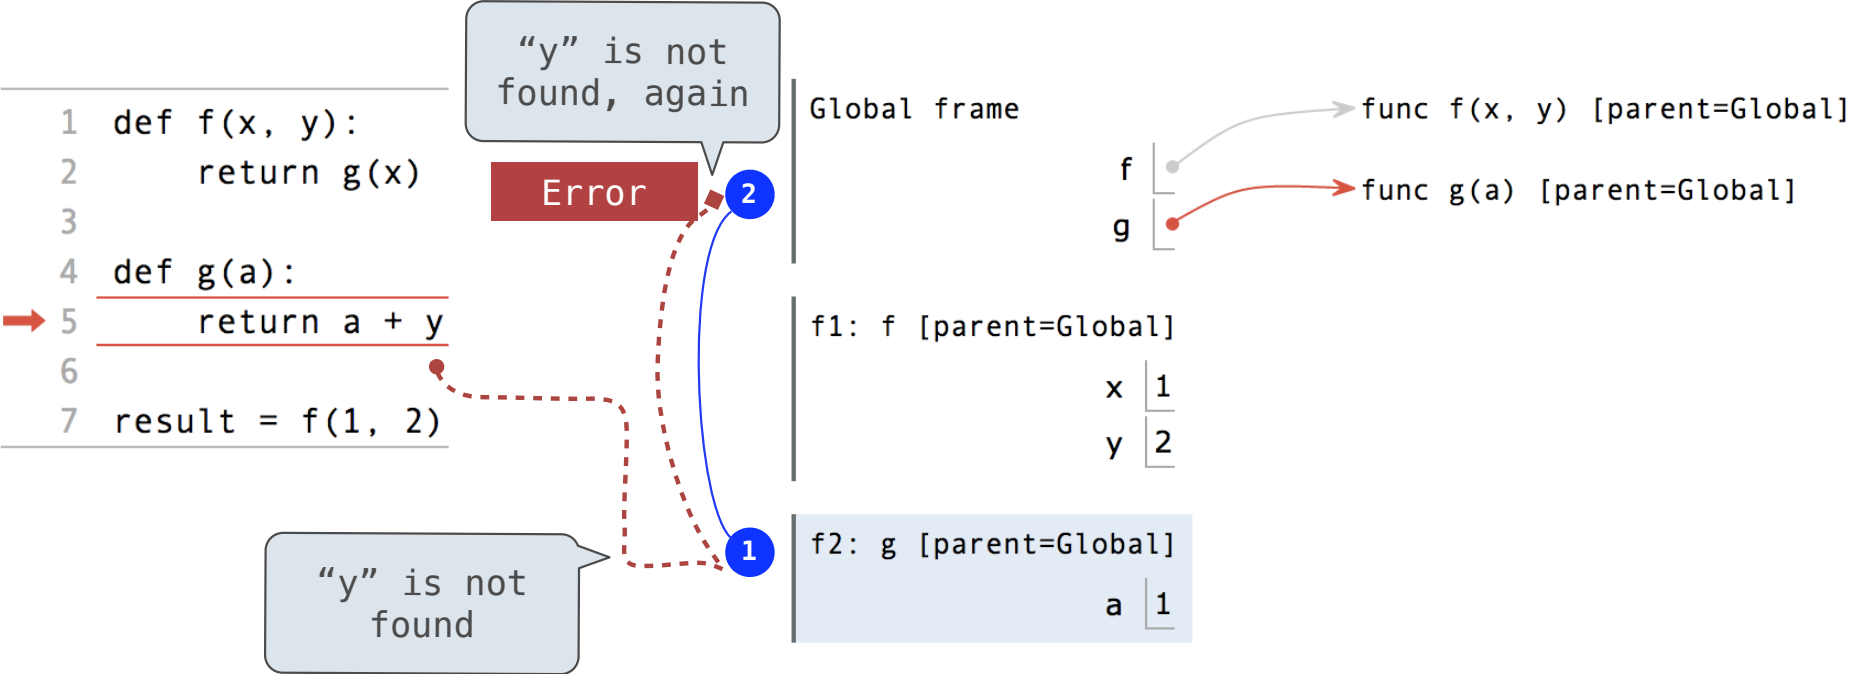 “y” is not
found, again
1 def f(x, y):
2 return g(x)
3
4 def g(a):
5 return a + y
6
7 result = f(1, 2)
Error
2
Global frame
f
g
func f(x, y) [parent=Global]
func g(a) [parent=Global]
f1: f [parent=Global]
x 1
y 2
1
f2: g [parent=Global]
a 1
“y” is not
found